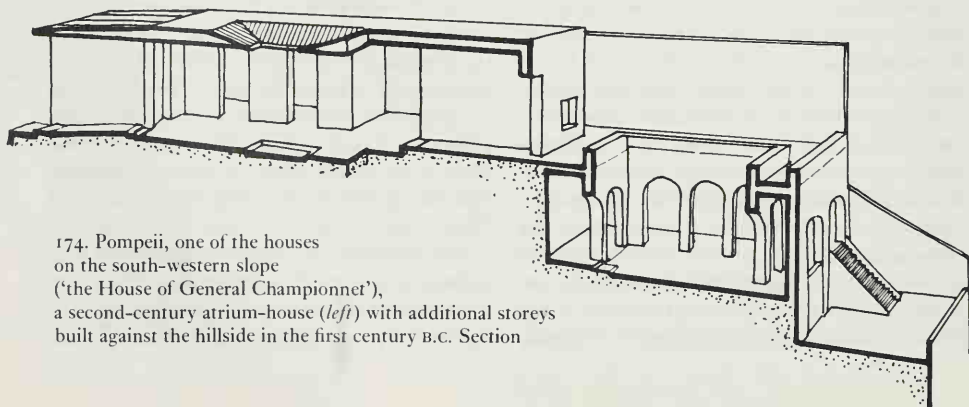 174. Pompeii, one of the houses
on the south-western slope
(‘the House of General Championnet’),
a second-century atrium-house (left) with additional storeys
built against the hillside in the first century B.C. Section